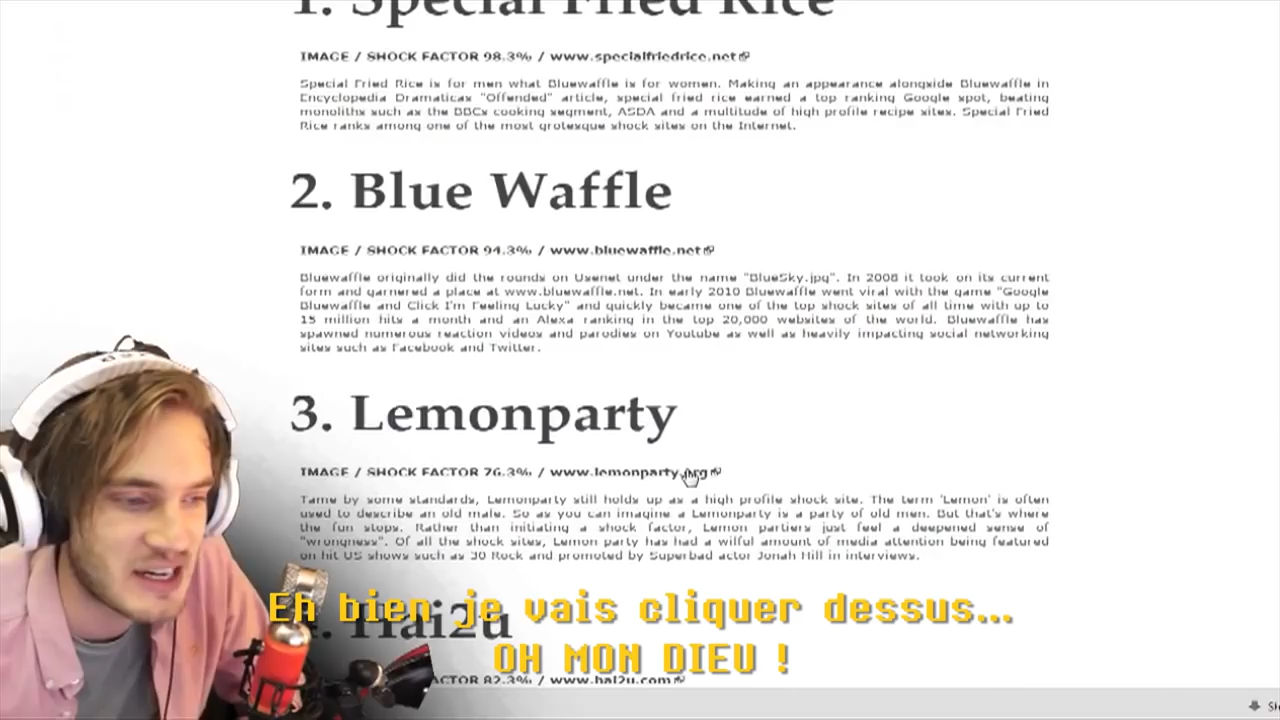 1. Special Fried Rice
IMAGE / SHOCK FACTOR 98.3% / www.specialfriedrice.net
Special Fried Rice is for men what Bluewaffle is for women. Making an appearance alongside Bluewaffle in
Encyclopedia Dramaticas "Offended" article, special fried rice earned a top ranking Google spot, beating
monoliths such as the BBCs cooking segment, ASDA and a multitude of high profile recipe sites. Special Fried
Rice ranks among one of the most grotesque shock sites on the Internet.
2. Blue Waffle
IMAGE / SHOCK FACTOR 94.3% / www.bluewaffle.net
Bluewaffle originally did the rounds on Usenet under the name "BlueSky.jpg". In 2008 it took on its current
form and garnered a place at www.bluewaffle.net. In early 2010 Bluewaffle went viral with the game "Google
Bluewaffle and Click I'm Feeling Lucky" and quickly became one of the top shock sites of all time with up to
15 million hits a month and an Alexa ranking in the top 20,000 websites of the world. Bluewaffle has
spawned numerous reaction videos and parodies on Youtube as well as heavily impacting social networking
sites such as Facebook and Twitter.
3. Lemonparty
IMAGE / SHOCK FACTOR 76.3% / www.lemonparty.org
Tame by some standards, Lemonparty still holds up as a high profile shock site. The term 'Lemon' is often
used to describe an old male. So as you can imagine a Lemonparty is a party of old men. But that's where
the fun stops. Rather than initiating a shock factor, Lemon partiers just feel a deepened sense of
"wrongness". Of all the shock sites, Lemon party has had a wilful amount of media attention being featured
on hit US shows such as 30 Rock and promoted by Superbad actor Jonah Hill in interviews.
Eh bien je vais cliquer dessus...
Hai2u
OH MON DIEU !
82.3% / www.hai2u.com